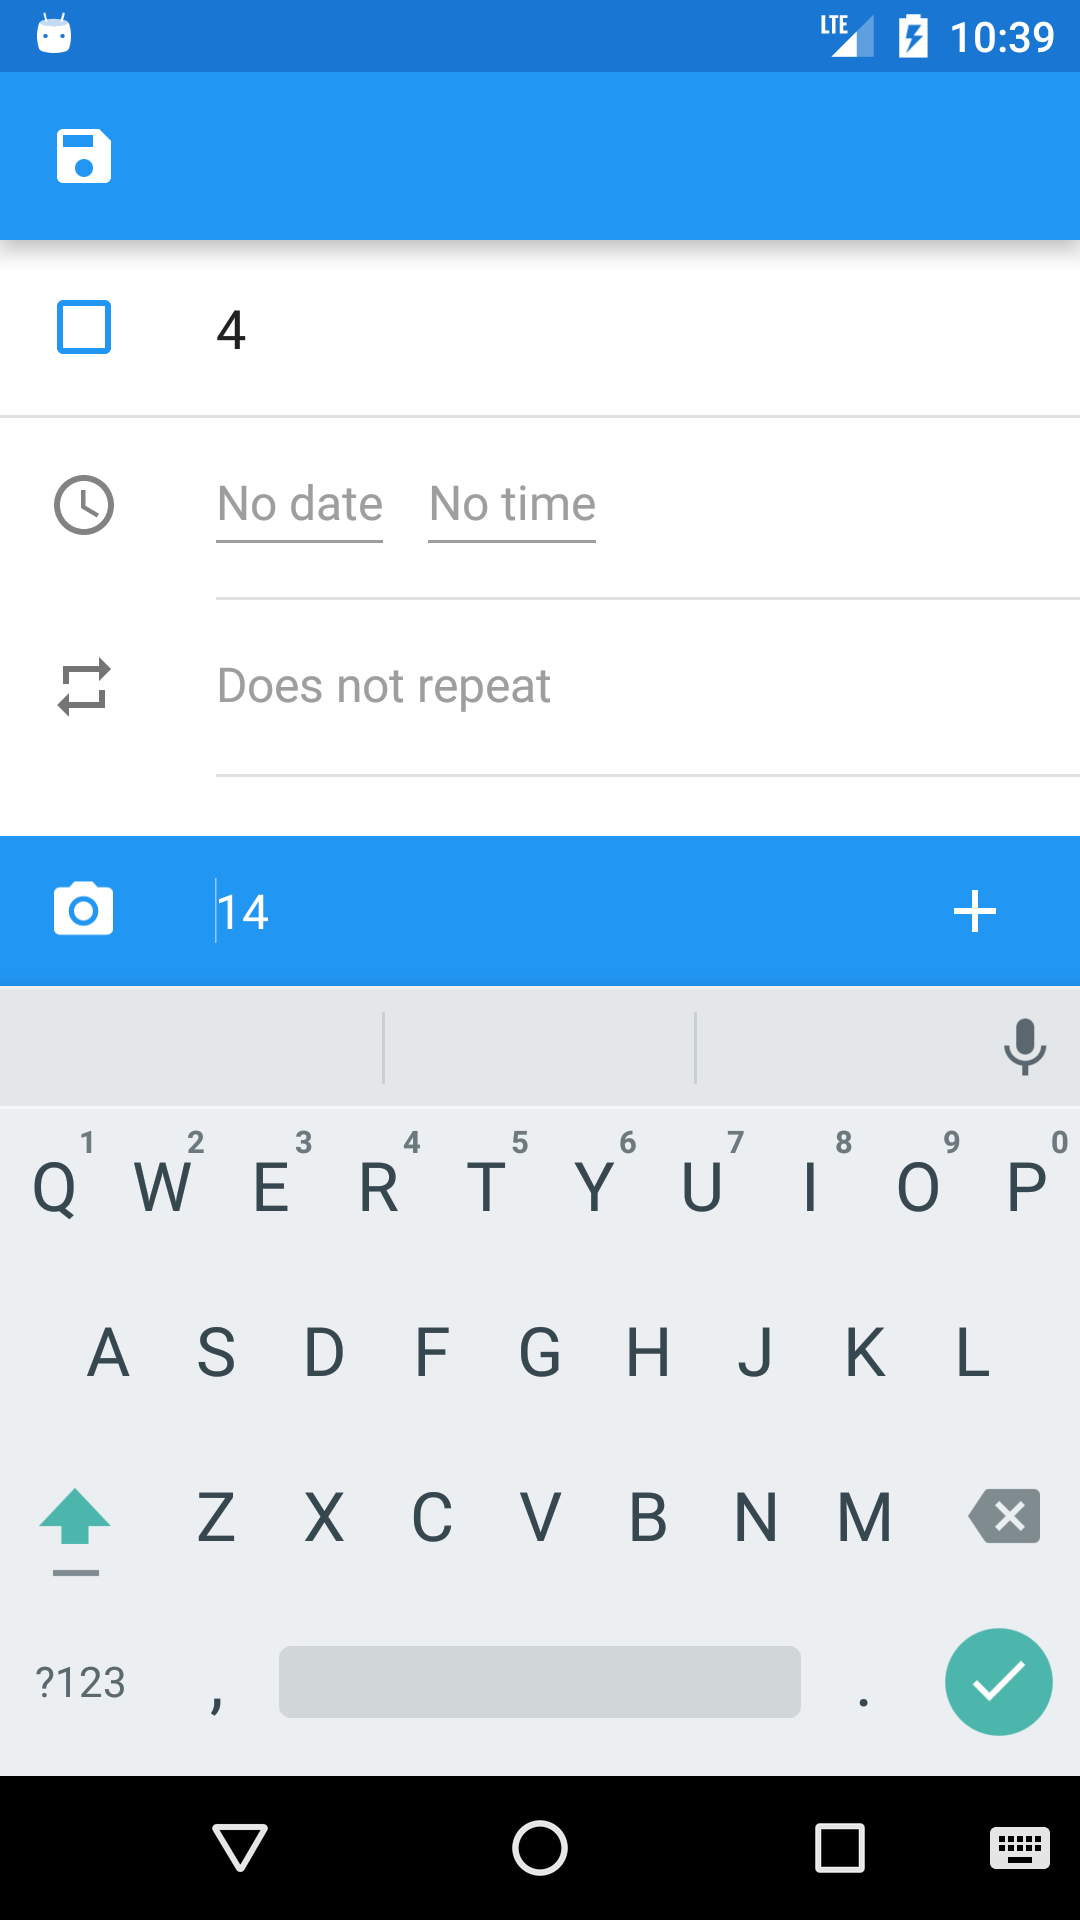 LTE 10:39
4
No date No time
Does not repeat
14
1 2 3 4 5 6 7 8 9 0
Q W E R T Y U I O P
A S D F G H J K L
Z X C V B N M
?123 , .